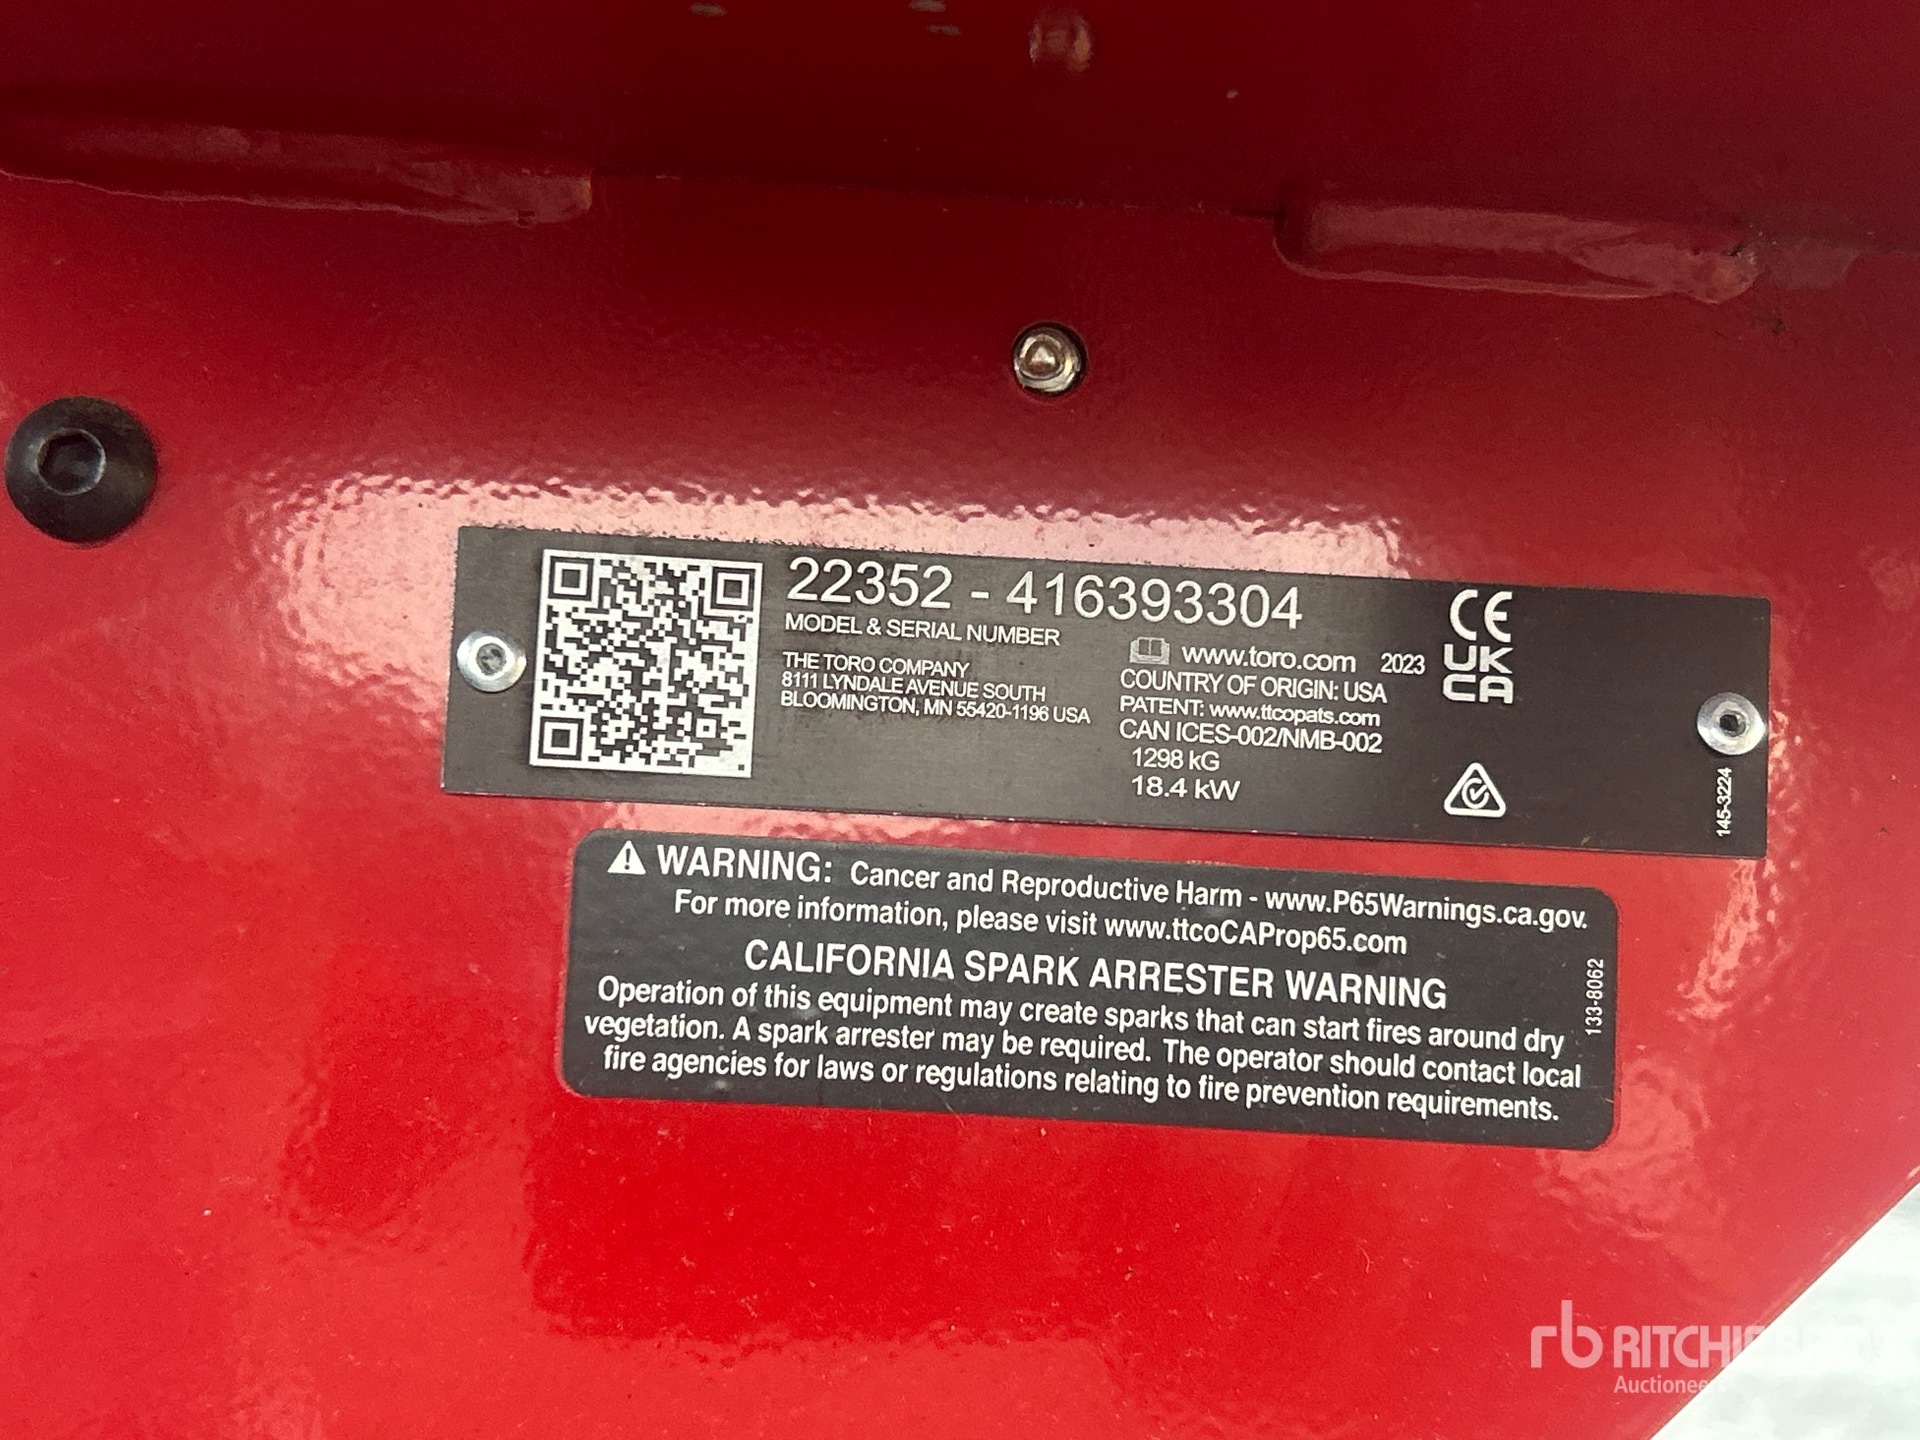 22352 - 416393304
MODEL & SERIAL NUMBER
THE TORO COMPANY
8111 LYNDALE AVENUE SOUTH
BLOOMINGTON, MN 55420-1196 USA
www.toro.com 2023
COUNTRY OF ORIGIN: USA
PATENT: www.ttcopats.com
CAN ICES-002/NMB-002
1298 kG
18.4 kW
CE
UK
CA
145-3224
WARNING: Cancer and Reproductive Harm - www.P65Warnings.ca.gov.
For more information, please visit www.ttcoCAProp65.com
CALIFORNIA SPARK ARRESTER WARNING
Operation of this equipment may create sparks that can start fires around dry
vegetation. A spark arrester may be required. The operator should contact local
fire agencies for laws or regulations relating to fire prevention requirements.
133-8062
rb